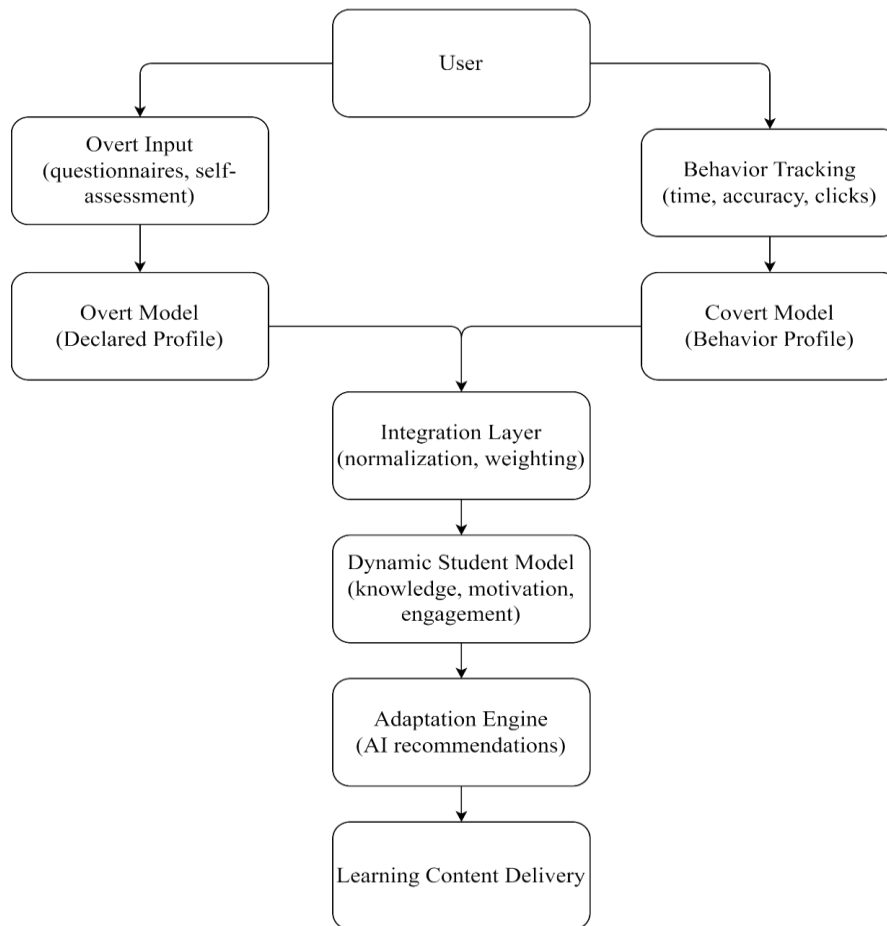 User
Overt Input
(questionnaires, self-
assessment)
Behavior Tracking
(time, accuracy, clicks)
Overt Model
(Declared Profile)
Covert Model
(Behavior Profile)
Integration Layer
(normalization, weighting)
Dynamic Student Model
(knowledge, motivation,
engagement)
Adaptation Engine
(AI recommendations)
Learning Content Delivery